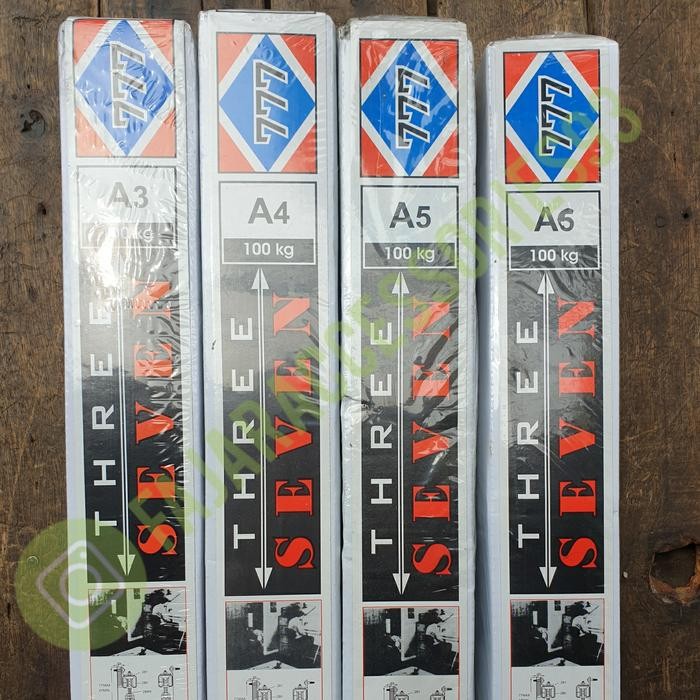 777
A3
100 kg
THREE
SEVEN
777
A4
100 kg
THREE
SEVEN
777
A5
100 kg
THREE
SEVEN
777
A6
100 kg
THREE
SEVEN
FAJARACCESSORIES993